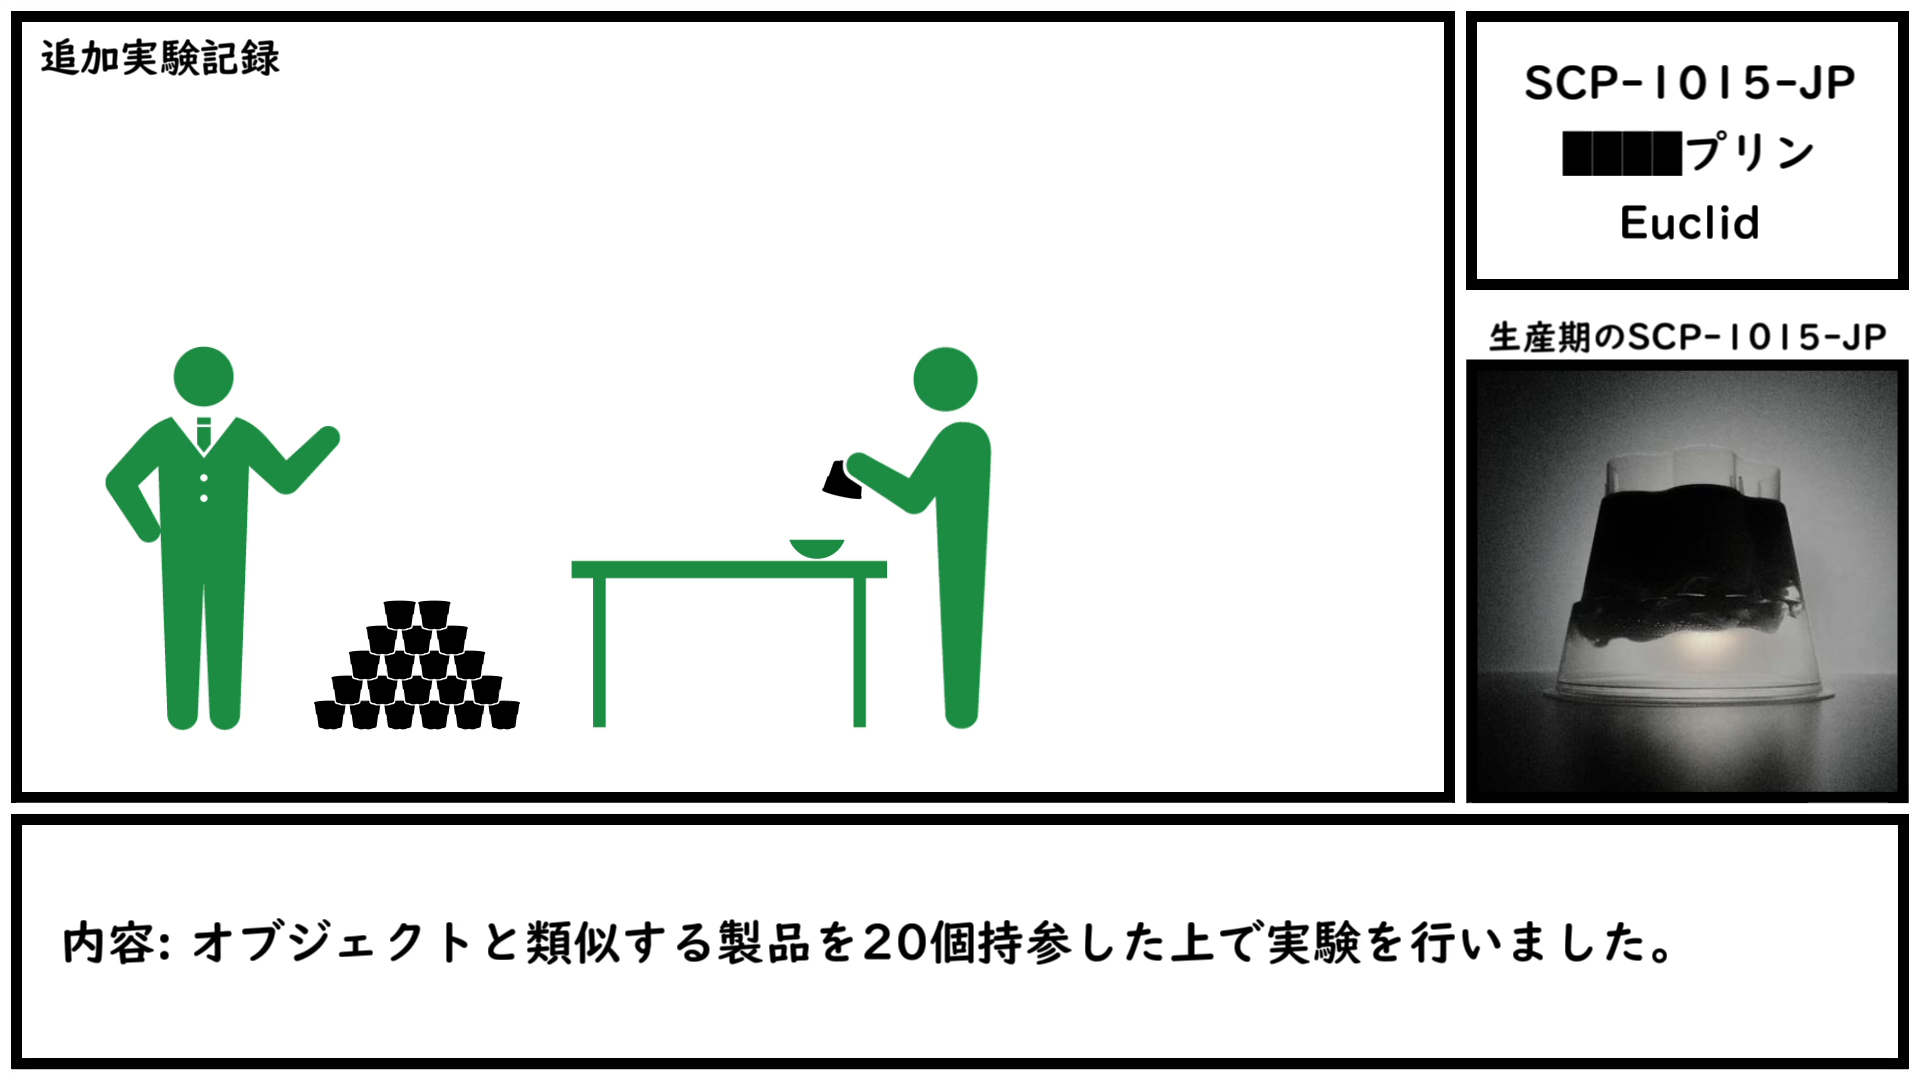 追加実験記録
SCP-1015-JP
████プリン
Euclid
生産期のSCP-1015-JP
内容: オブジェクトと類似する製品を20個持参した上で実験を行いました。